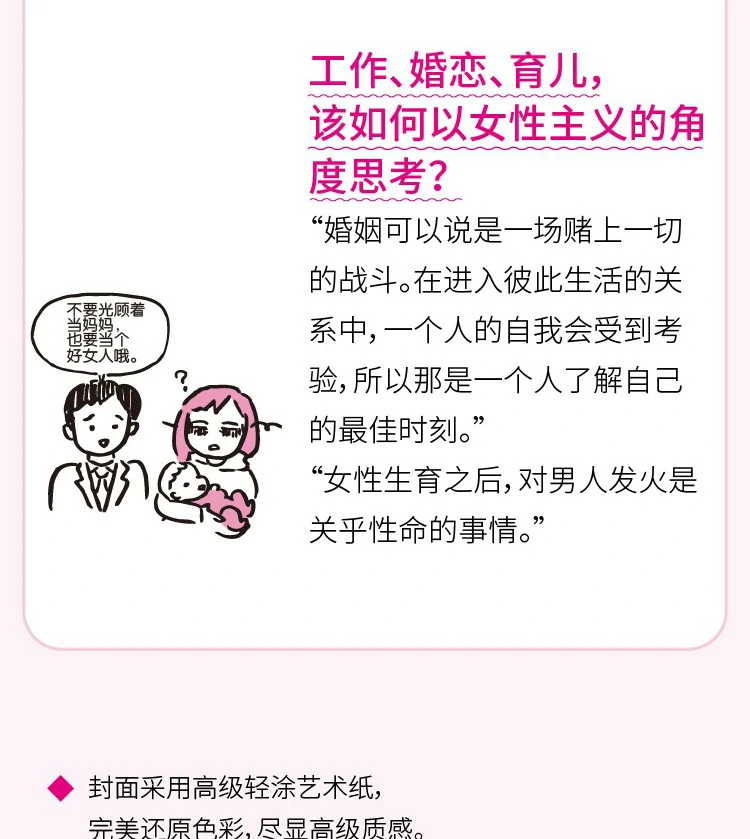 工作、婚恋、育儿，
该如何以女性主义的角
度思考？
“婚姻可以说是一场赌上一切
的战斗。在进入彼此生活的关
系中，一个人的自我会受到考
验，所以那是一个人了解自己
的最佳时刻。”
“女性生育之后，对男人发火是
关乎性命的事情。”
不要光顾着
当妈妈，
也要当个
好女人哦。
?
封面采用高级轻涂艺术纸，
完美还原色彩，尽显高级质感。